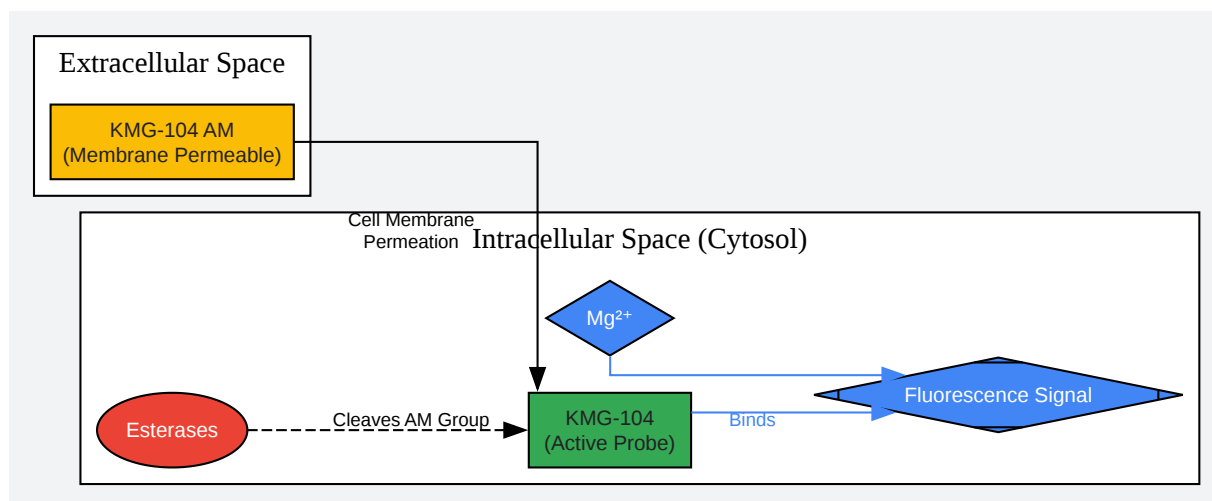 Extracellular Space
KMG-104 AM
(Membrane Permeable)
Cell Membrane
Permeation
Intracellular Space (Cytosol)
Mg²⁺
Fluorescence Signal
Esterases
Cleaves AM Group
KMG-104
(Active Probe)
Binds